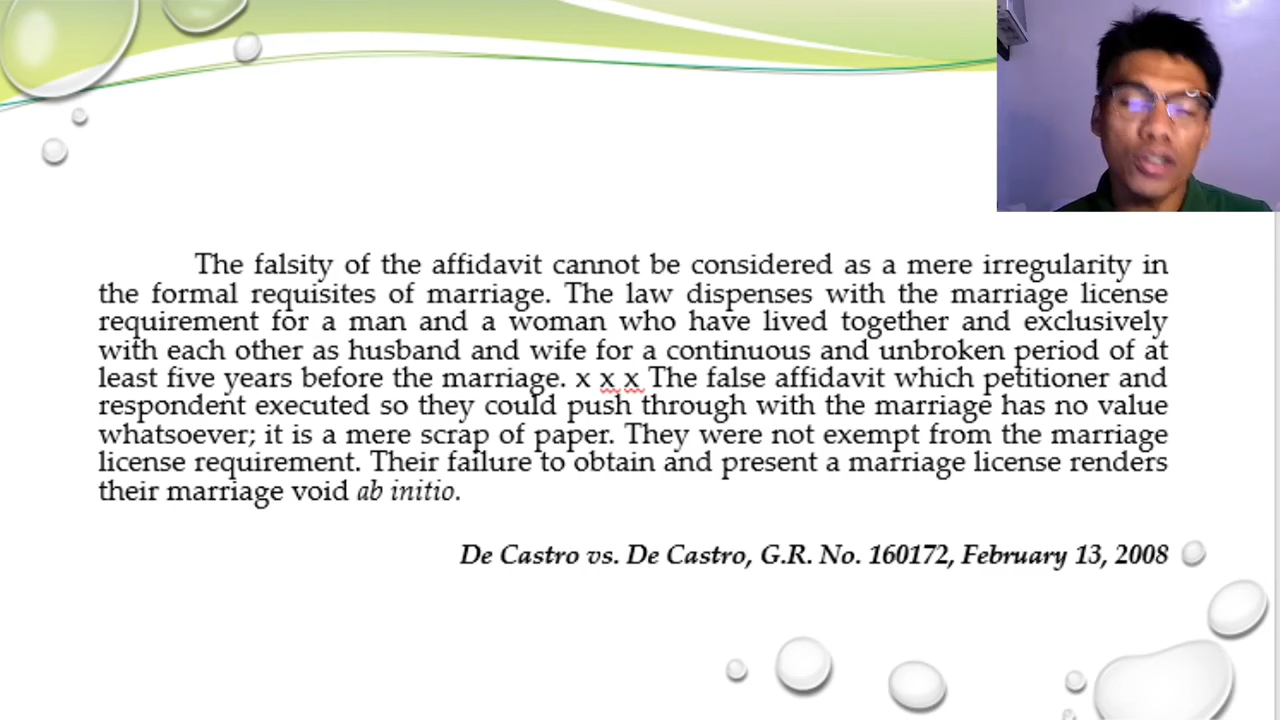 The falsity of the affidavit cannot be considered as a mere irregularity in
the formal requisites of marriage. The law dispenses with the marriage license
requirement for a man and a woman who have lived together and exclusively
with each other as husband and wife for a continuous and unbroken period of at
least five years before the marriage. x x x The false affidavit which petitioner and
respondent executed so they could push through with the marriage has no value
whatsoever; it is a mere scrap of paper. They were not exempt from the marriage
license requirement. Their failure to obtain and present a marriage license renders
their marriage void ab initio.
De Castro vs. De Castro, G.R. No. 160172, February 13, 2008